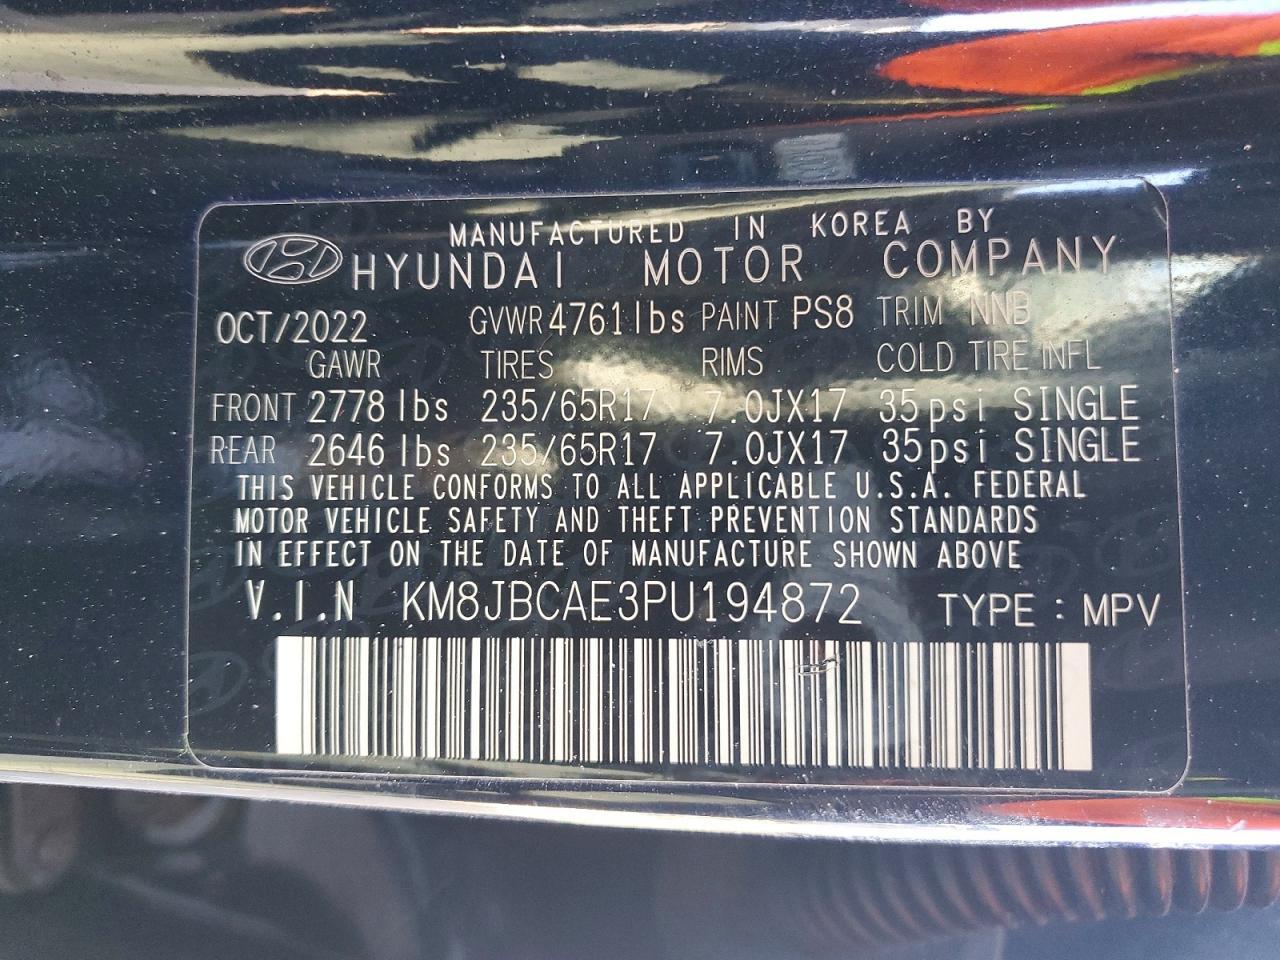 MANUFACTURED IN KOREA BY
HYUNDAI MOTOR COMPANY
OCT/2022 GVWR 4761lbs PAINT PS8 TRIM NNB
GAWR TIRES RIMS COLD TIRE INFL
FRONT 2778 lbs 235/65R17 7.0JX17 35psi SINGLE
REAR 2646 lbs 235/65R17 7.0JX17 35psi SINGLE
THIS VEHICLE CONFORMS TO ALL APPLICABLE U.S.A. FEDERAL
MOTOR VEHICLE SAFETY AND THEFT PREVENTION STANDARDS
IN EFFECT ON THE DATE OF MANUFACTURE SHOWN ABOVE
V.I.N KM8JBCAE3PU194872 TYPE : MPV